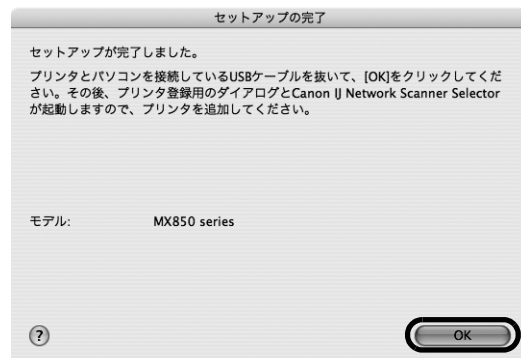 セットアップの完了
セットアップが完了しました。
プリンタとパソコンを接続しているUSBケーブルを抜いて、[OK]をクリックしてくだ
さい。その後、プリンタ登録用のダイアログとCanon IJ Network Scanner Selector
が起動しますので、プリンタを追加してください。
モデル: MX850 series
?
OK